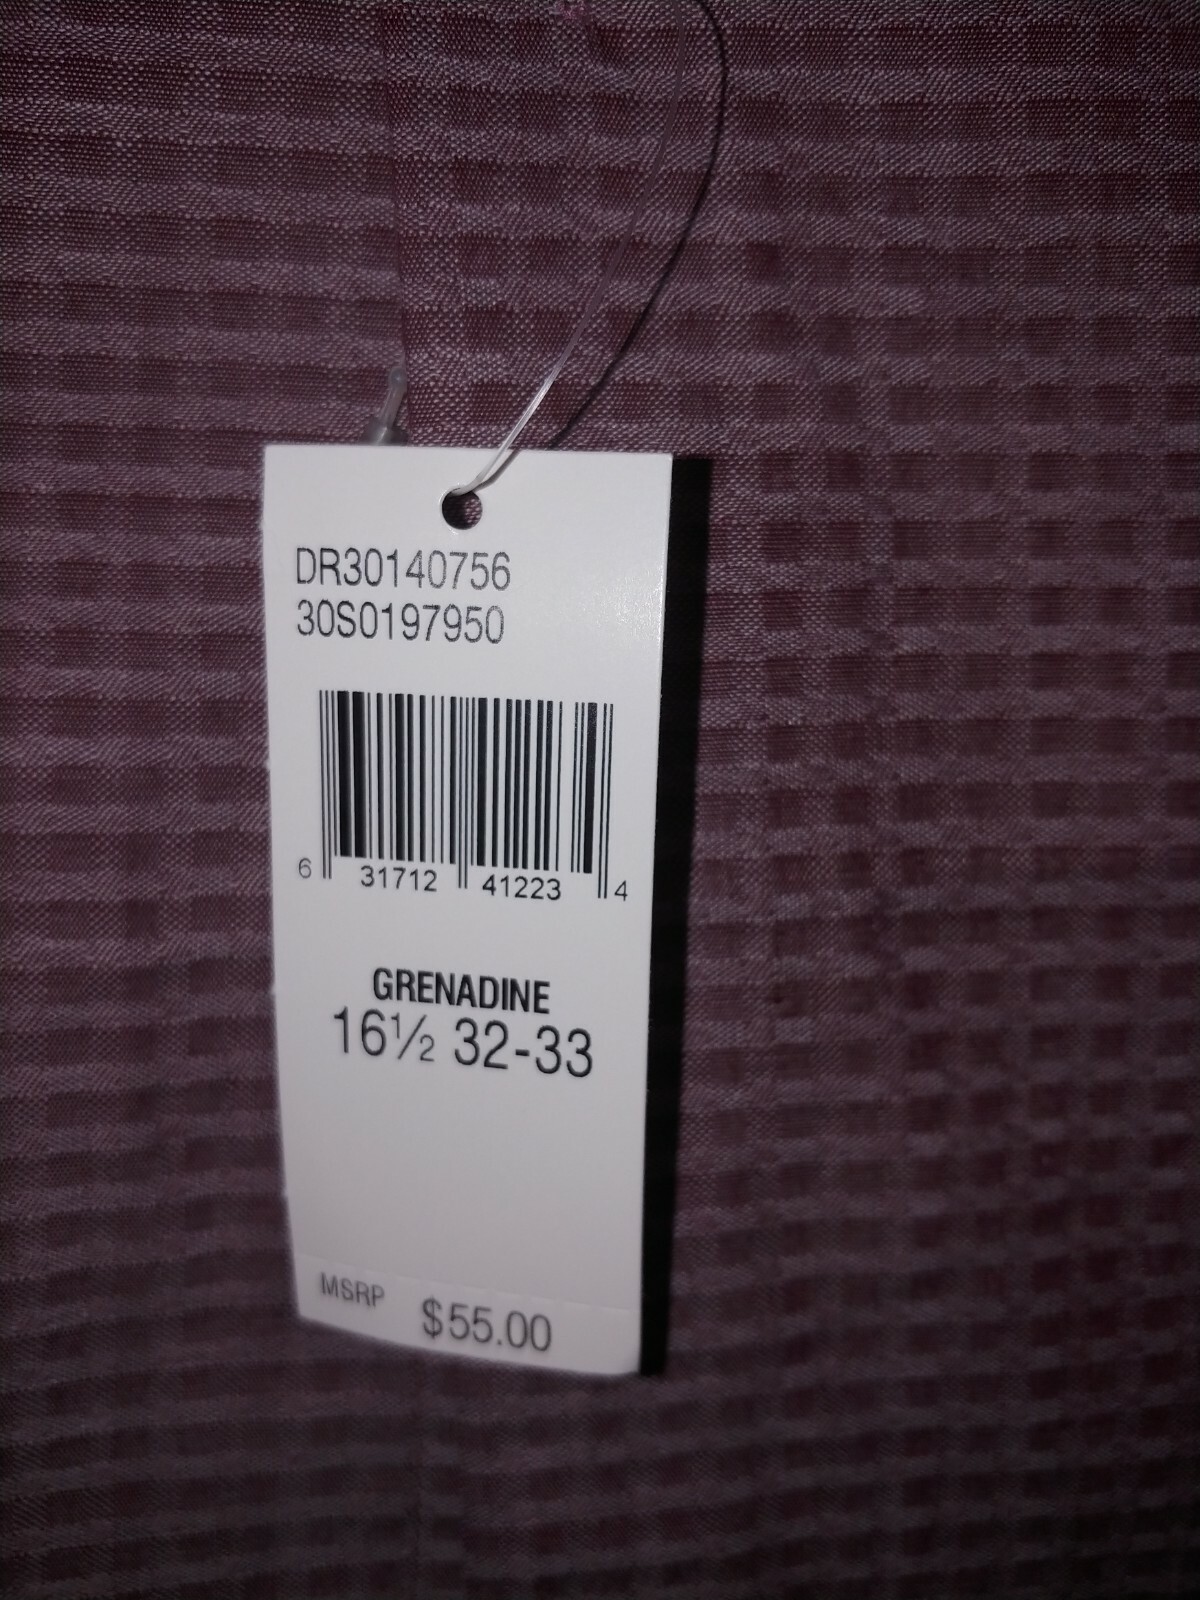 DR30140756
30S0197950
6 31712 41223 4
GRENADINE
16½ 32-33
MSRP $55.00